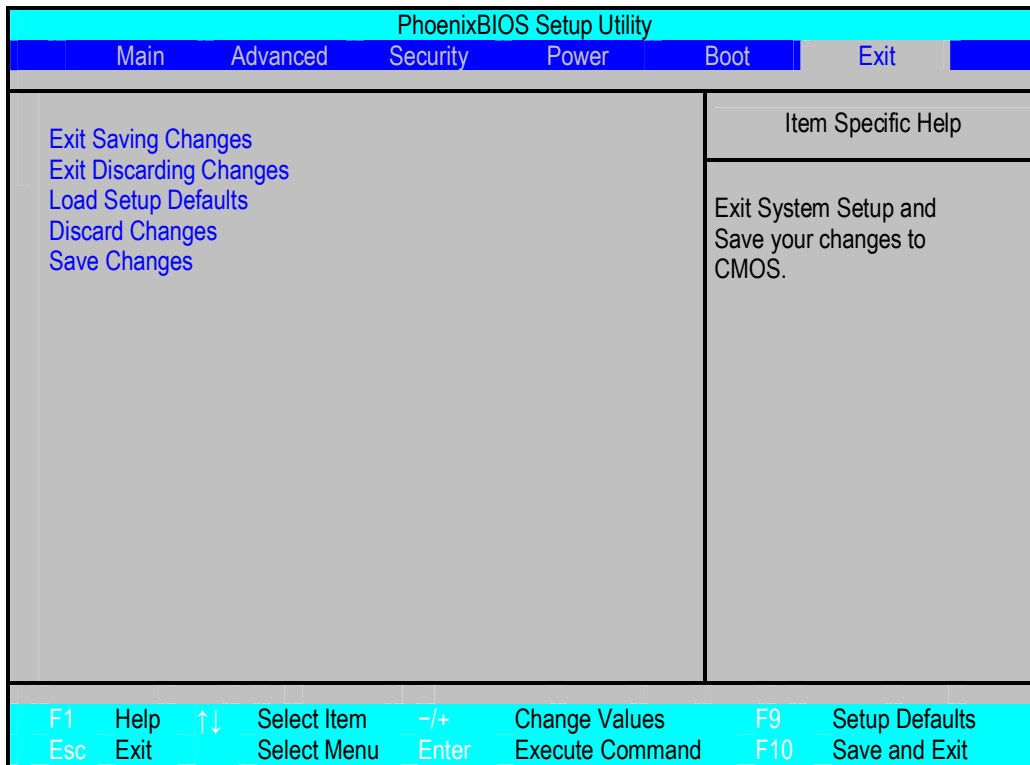 PhoenixBIOS Setup Utility
Main Advanced Security Power Boot Exit
Exit Saving Changes
Exit Discarding Changes
Load Setup Defaults
Discard Changes
Save Changes
Item Specific Help
Exit System Setup and
Save your changes to
CMOS.
F1 Help ↑↓ Select Item −/+ Change Values F9 Setup Defaults
Esc Exit Select Menu Enter Execute Command F10 Save and Exit